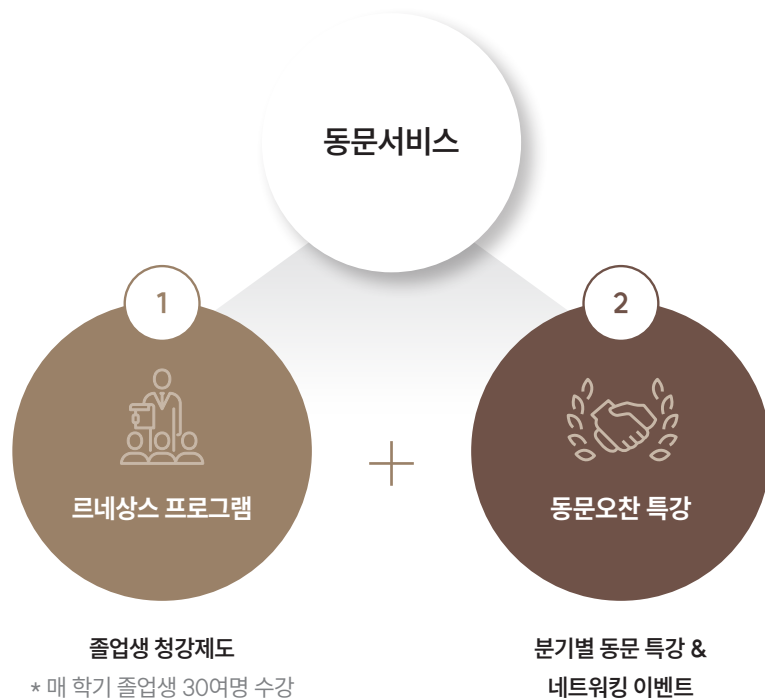 동문서비스
1
르네상스 프로그램
졸업생 청강제도
* 매 학기 졸업생 30여명 수강
2
동문오찬 특강
분기별 동문 특강 &
네트워킹 이벤트